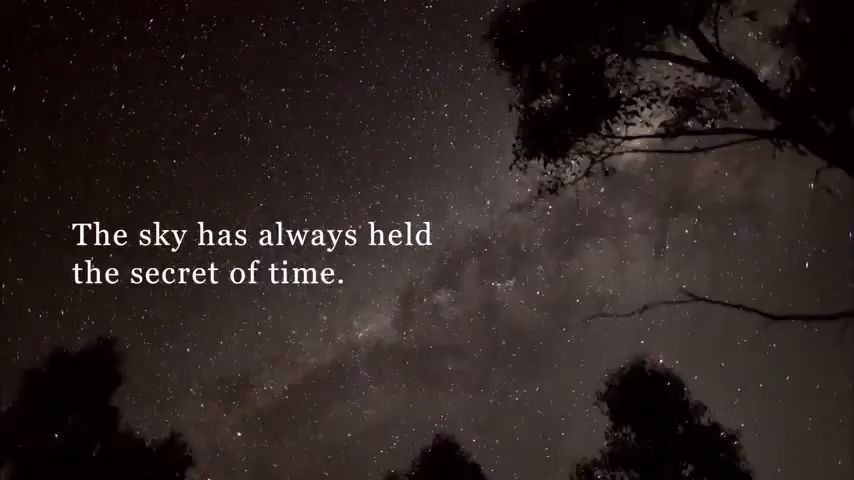 The sky has always held
the secret of time.